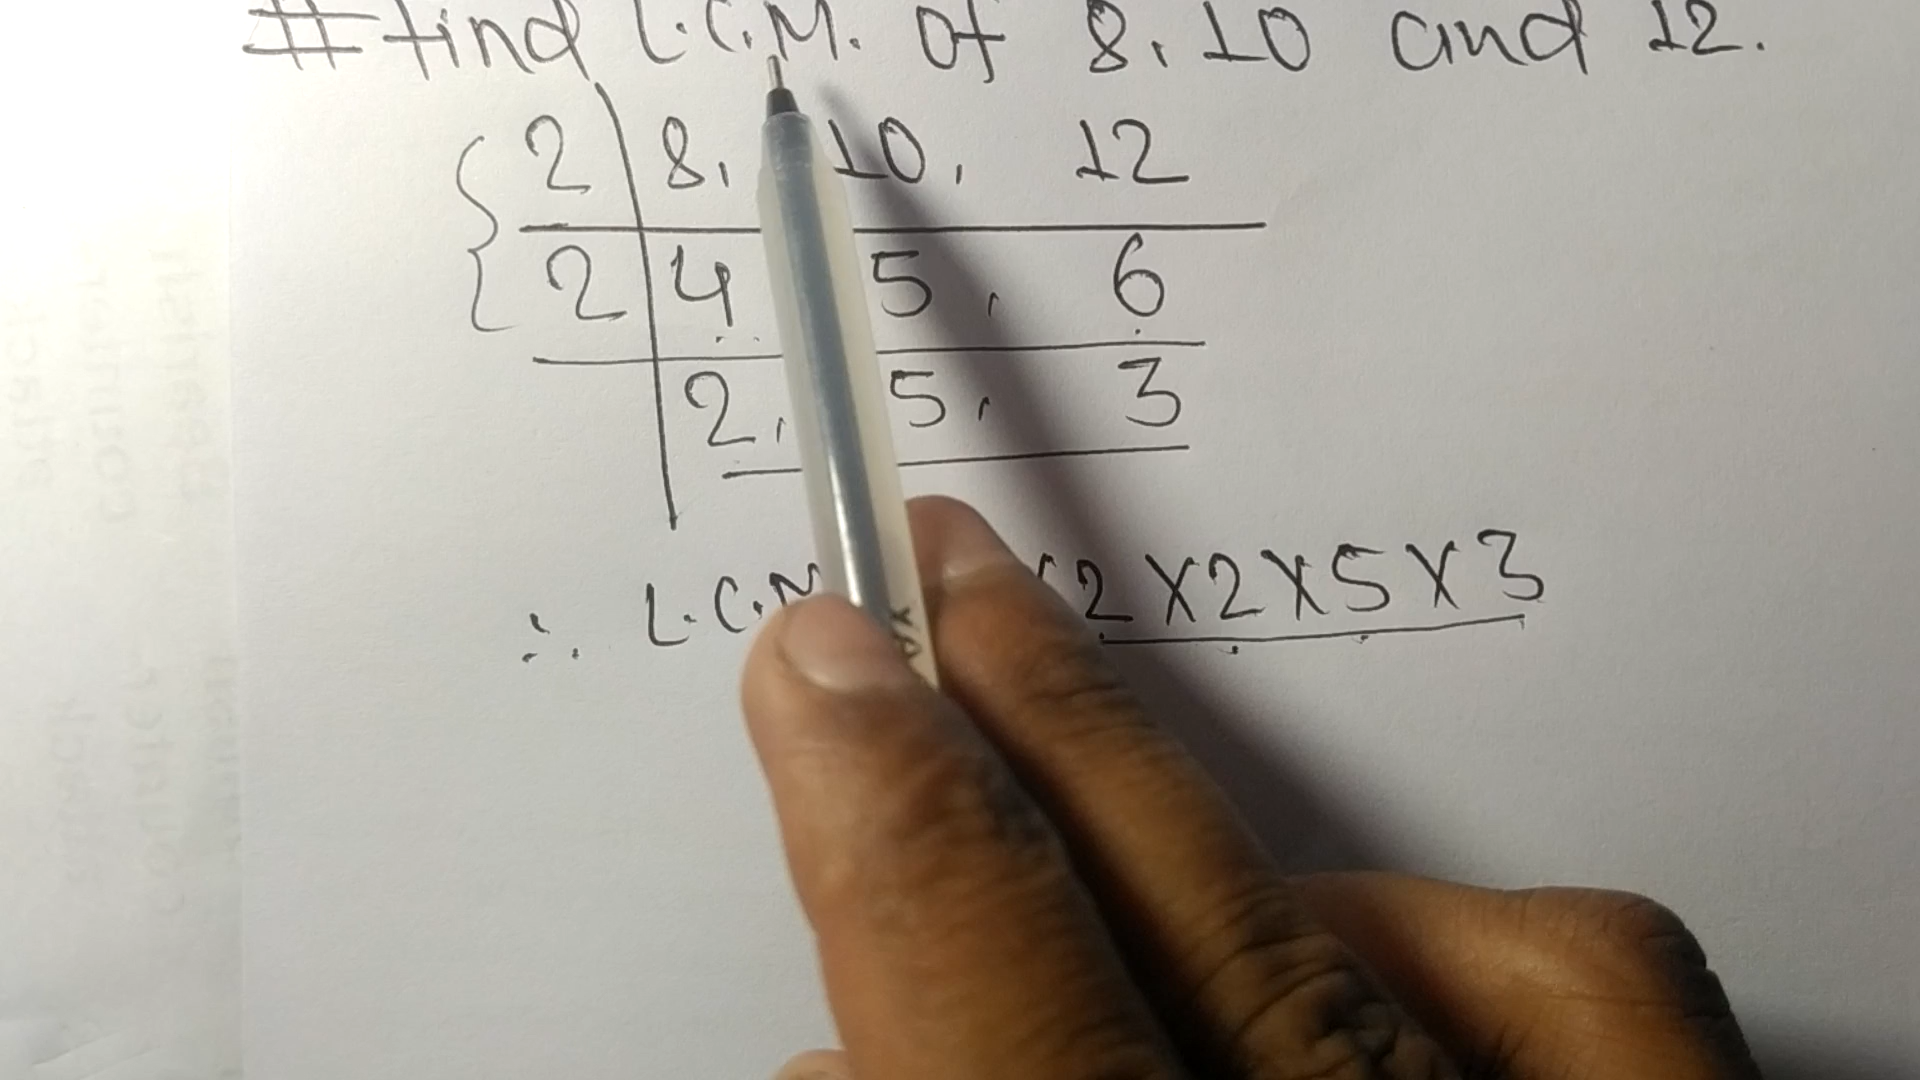 # find L.C.M. of 8, 10 and 12.
2 8, 10, 12
2 4 5, 6
2, 5, 3
∴ L.C.M 2 X 2 X 5 X 3